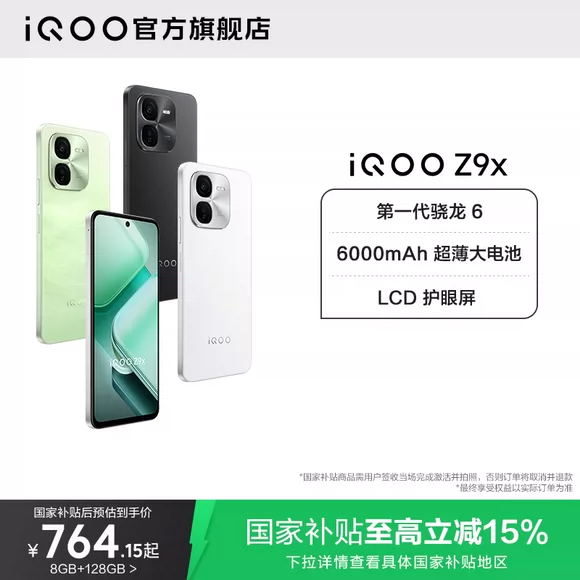 iQOO官方旗舰店
iQOO Z9x
第一代骁龙 6
6000mAh 超薄大电池
LCD 护眼屏
iQOO
iQOO
iQOO Z9x
*国家补贴商品需用户签收当场完成激活并拍照，否则订单将取消并退款
*最终享受权益以实际订单为准
国家补贴后预估到手价
￥764.15起
8GB+128GB >
国家补贴至高立减15%
下拉详情查看具体国家补贴地区